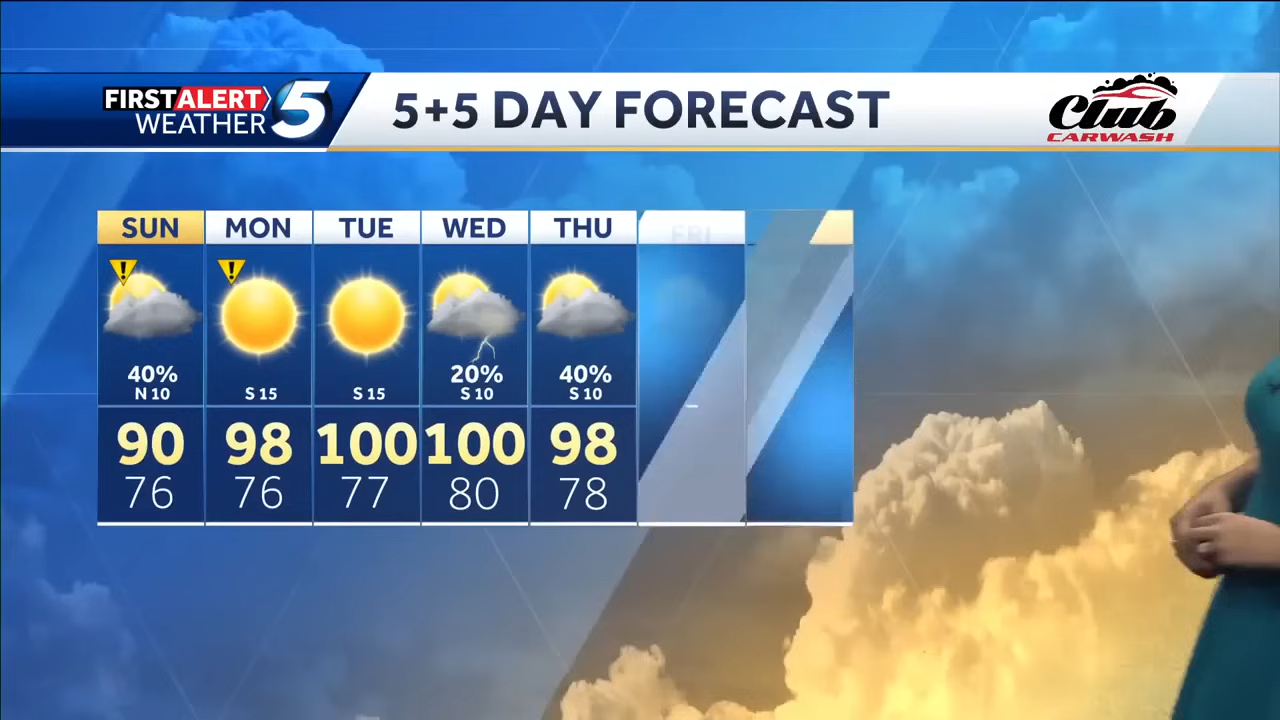 FIRST ALERT
WEATHER 5
5+5 DAY FORECAST
Club
CARWASH
SUN MON TUE WED THU FRI
! !
40% 20% 40%
N 10 S 15 S 15 S 10 S 10
90 98 100 100 98
76 76 77 80 78